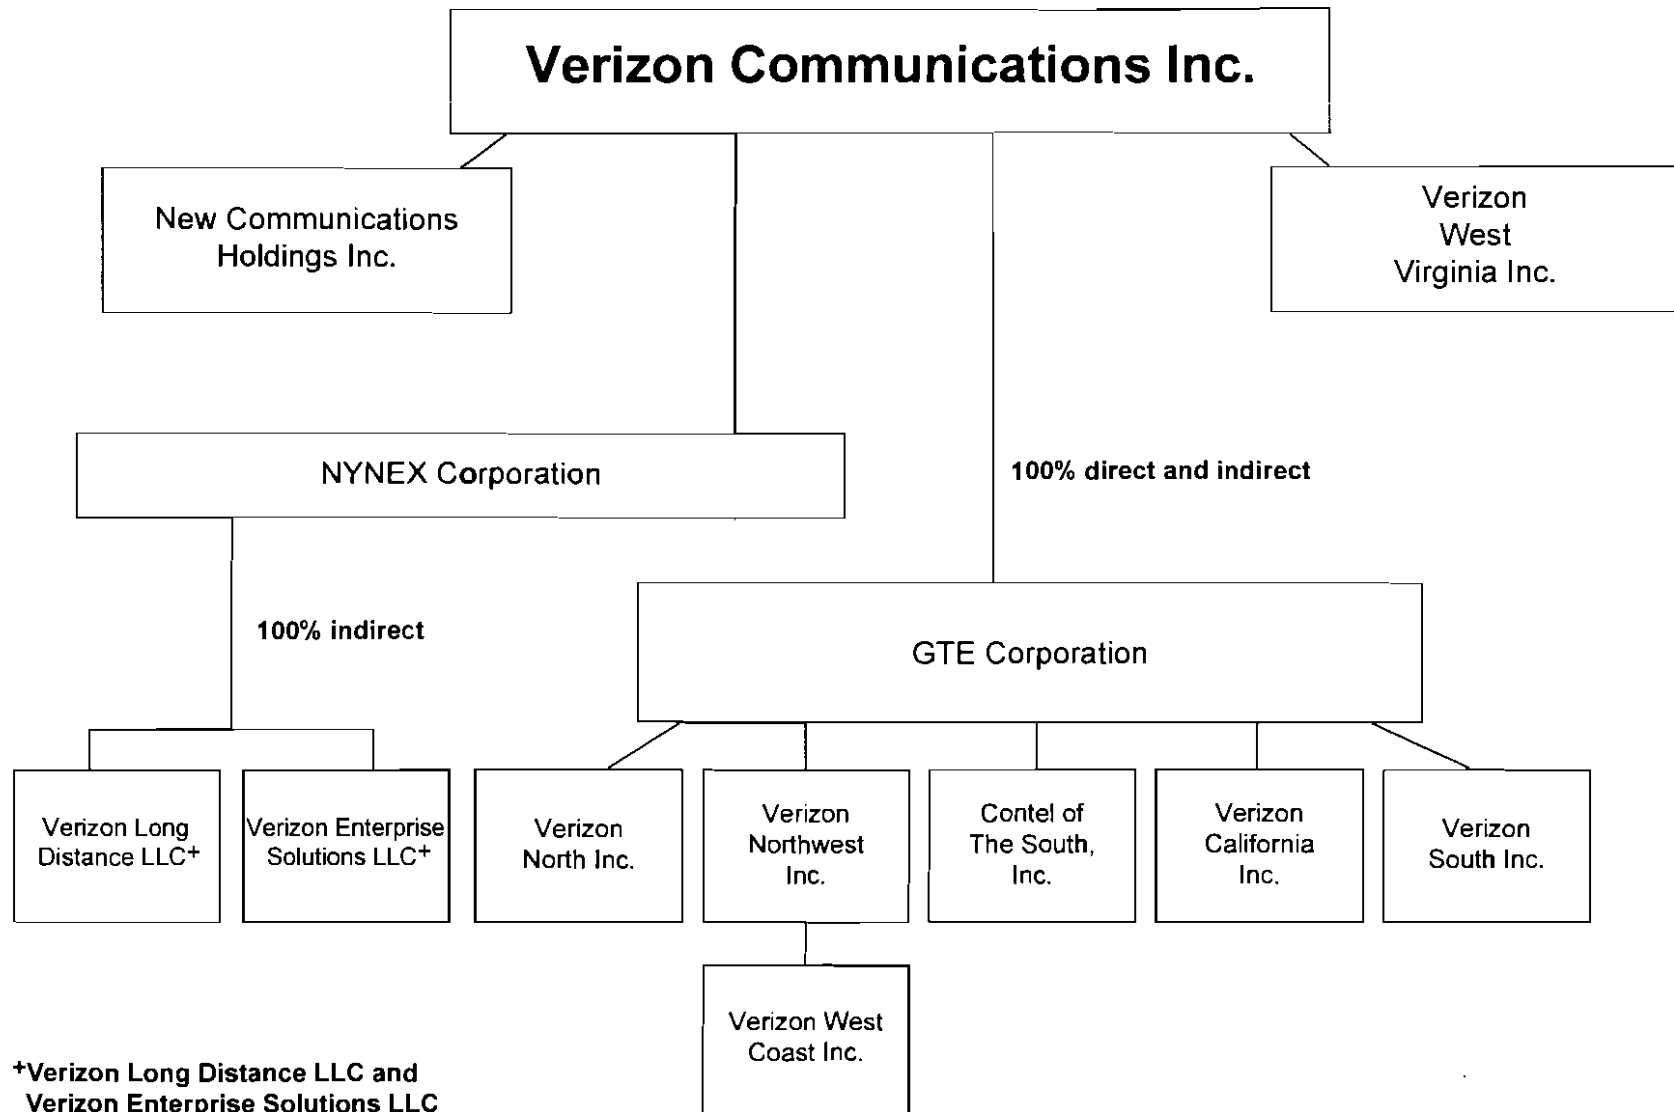 Verizon Communications Inc.
New Communications
Holdings Inc.
Verizon
West
Virginia Inc.
NYNEX Corporation
100% direct and indirect
100% indirect
GTE Corporation
Verizon Long
Distance LLC+
Verizon Enterprise
Solutions LLC+
Verizon
North Inc.
Verizon
Northwest
Inc.
Contel of
The South,
Inc.
Verizon
California
Inc.
Verizon
South Inc.
Verizon West
Coast Inc.
+Verizon Long Distance LLC and
Verizon Enterprise Solutions LLC